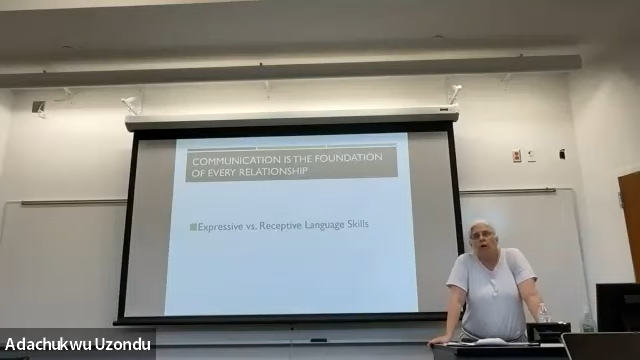 COMMUNICATION IS THE FOUNDATION
OF EVERY RELATIONSHIP
Expressive vs. Receptive Language Skills
Adachukwu Uzondu